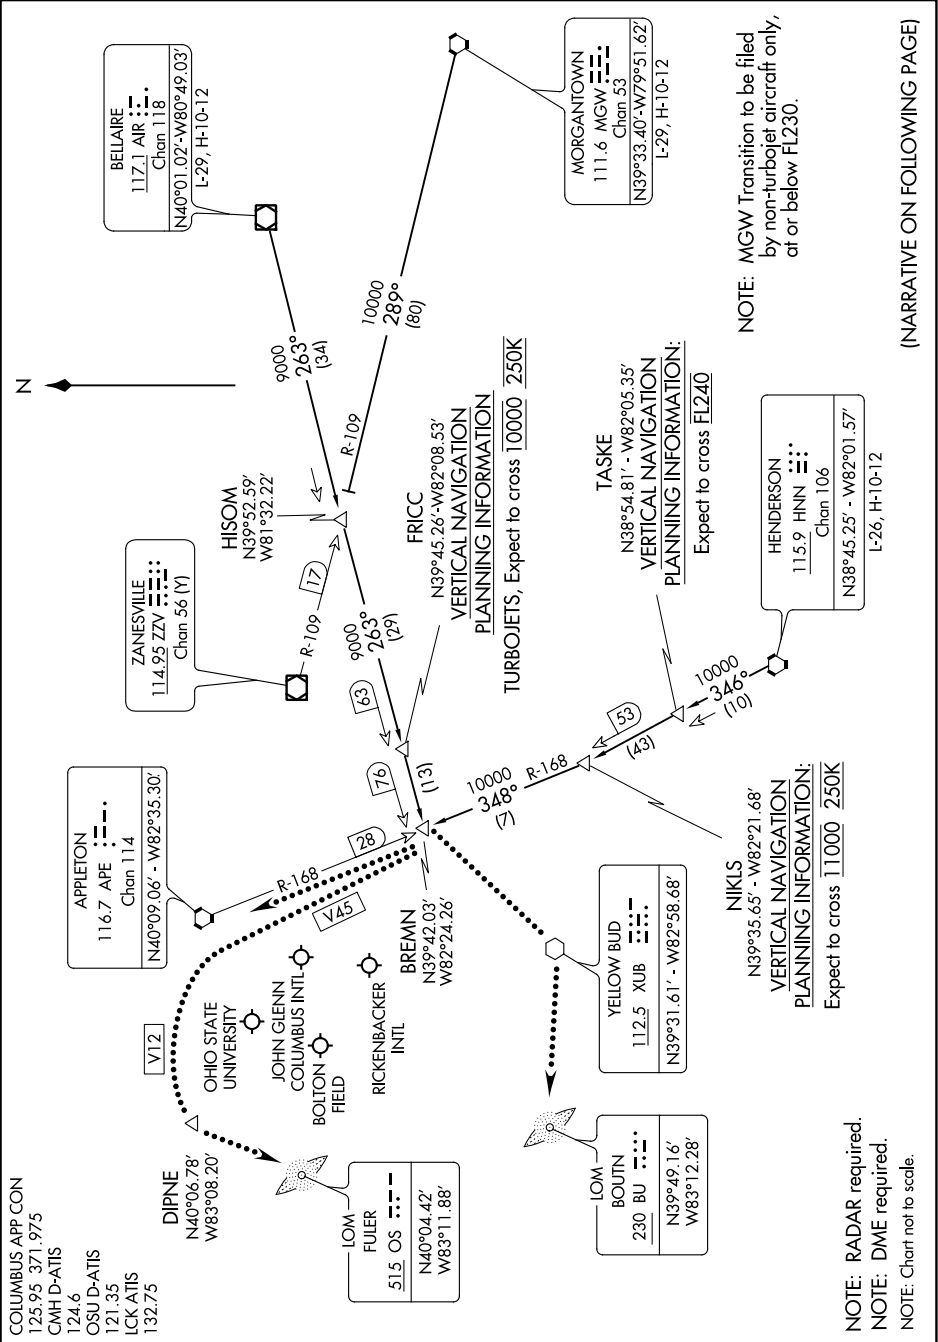 COLUMBUS APP CON
125.95 371.975
CMH D-ATIS
124.6
OSU D-ATIS
121.35
LCK ATIS
132.75
N
BELLAIRE
117.1 AIR
Chan 118
N40°01.02'-W80°49.03'
L-29, H-10-12
ZANESVILLE
114.95 ZZV
Chan 56 (Y)
APPLETON
116.7 APE
Chan 114
N40°09.06' - W82°35.30'
MORGANTOWN
111.6 MGW
Chan 53
N39°33.40'-W79°51.62'
L-29, H-10-12
HISOM
N39°52.59'
W81°32.22'
9000
263°
(34)
10000
289°
(80)
R-109
R-109
17
9000
263°
(29)
63
76
(13)
FRICC
N39°45.26'-W82°08.53'
VERTICAL NAVIGATION
PLANNING INFORMATION
TURBOJETS, Expect to cross 10000 250K
BREMN
N39°42.03'
W82°24.26'
R-168
28
V45
V12
DIPNE
N40°06.78'
W83°08.20'
OHIO STATE
UNIVERSITY
JOHN GLENN
COLUMBUS INTL
BOLTON
FIELD
RICKENBACKER
INTL
LOM
FULER
515 OS
N40°04.42'
W83°11.88'
LOM
BOUTN
230 BU
N39°49.16'
W83°12.28'
YELLOW BUD
112.5 XUB
N39°31.61' - W82°58.68'
10000
348°
(7)
R-168
53
(43)
NIKLS
N39°35.65' - W82°21.68'
VERTICAL NAVIGATION
PLANNING INFORMATION:
Expect to cross 11000 250K
TASKE
N38°54.81' - W82°05.35'
VERTICAL NAVIGATION
PLANNING INFORMATION:
Expect to cross FL240
10000
346°
(10)
HENDERSON
115.9 HNN
Chan 106
N38°45.25' - W82°01.57'
L-26, H-10-12
NOTE: MGW Transition to be filed
by non-turbojet aircraft only,
at or below FL230.
NOTE: RADAR required.
NOTE: DME required.
NOTE: Chart not to scale.
(NARRATIVE ON FOLLOWING PAGE)